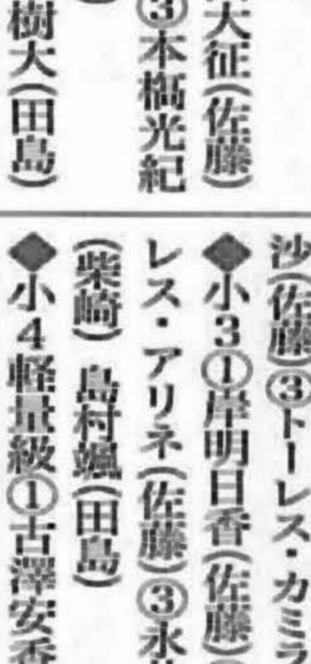 大征(佐藤)
③本橋光紀
樹大(田島)
沙(佐藤)③トーレス・カミラ
◆小3①岸明日香(佐藤)
レス・アリネ(佐藤)③永
(柴崎) 島村颯(田島)
◆小4軽量級①古澤安香